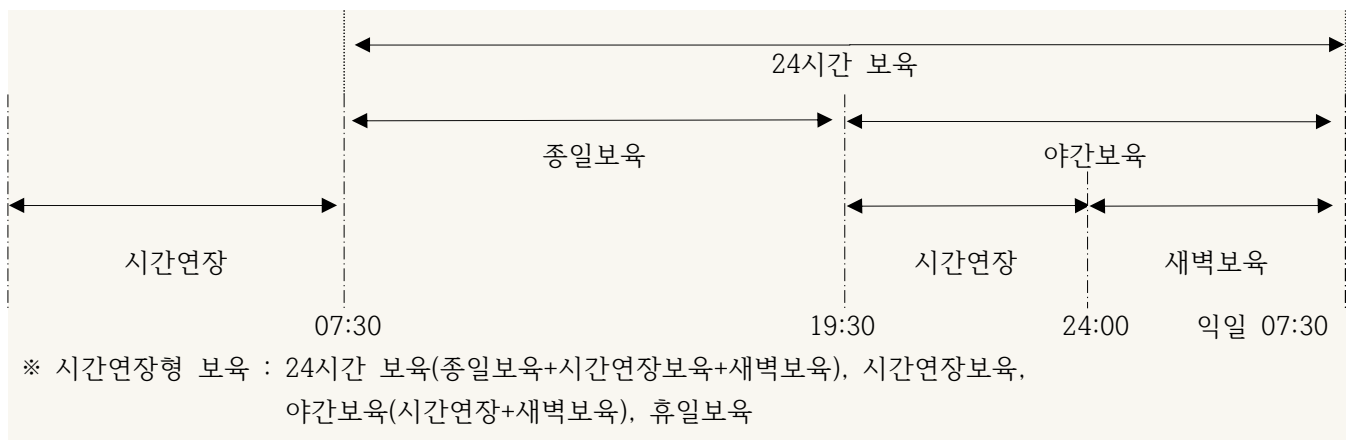 24시간 보육
종일보육 야간보육
시간연장 시간연장 새벽보육
07:30 19:30 24:00 익일 07:30
※ 시간연장형 보육 : 24시간 보육(종일보육+시간연장보육+새벽보육), 시간연장보육,
야간보육(시간연장+새벽보육), 휴일보육